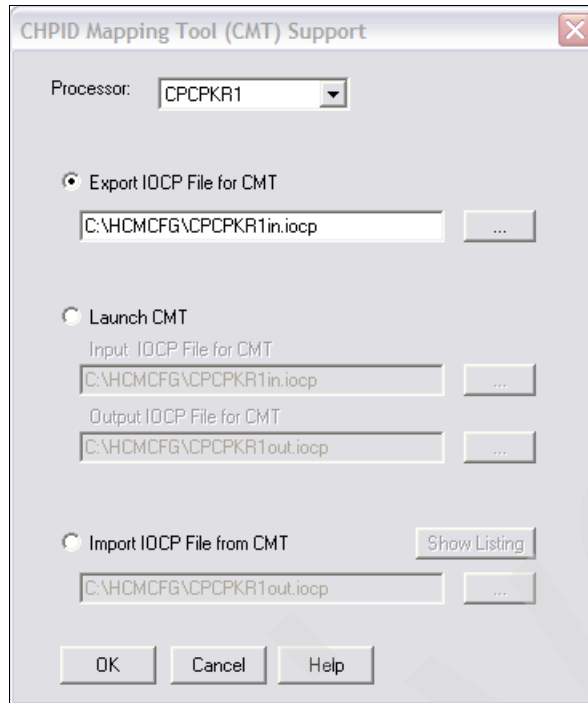 CHPID Mapping Tool (CMT) Support
Processor: CPCPKR1
Export IOCP File for CMT
C:\HCMCFG\CPCPKR1in.iocp ...
Launch CMT
Input IOCP File for CMT
C:\HCMCFG\CPCPKR1in.iocp ...
Output IOCP File for CMT
C:\HCMCFG\CPCPKR1out.iocp ...
Import IOCP File from CMT Show Listing
C:\HCMCFG\CPCPKR1out.iocp ...
OK Cancel Help